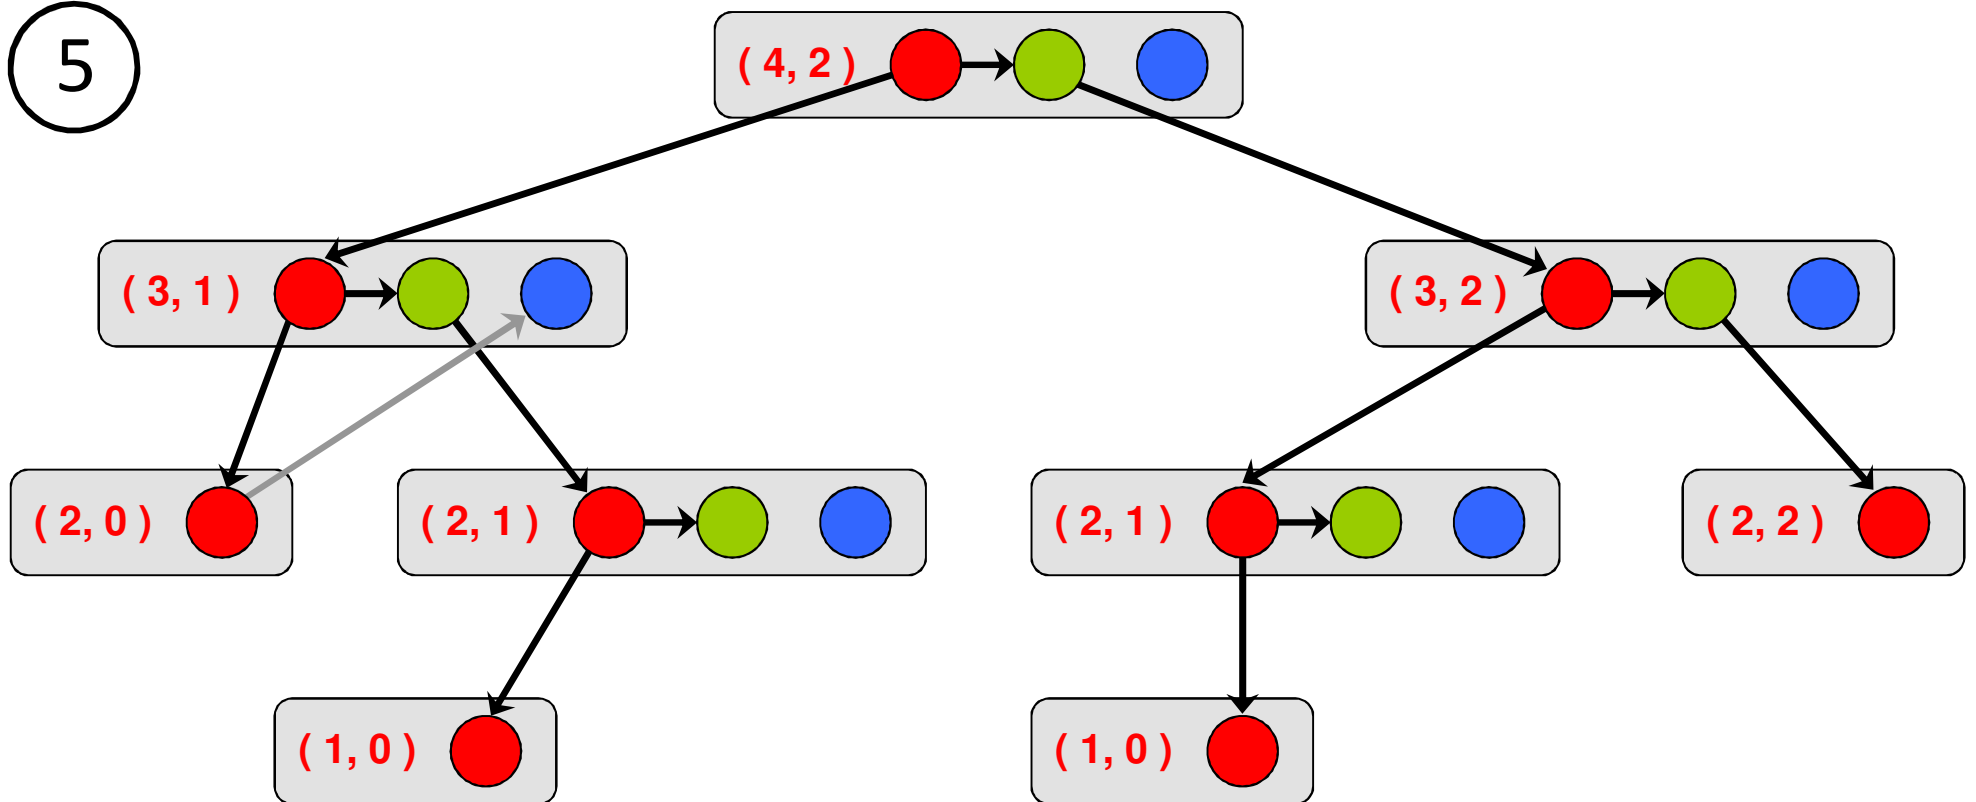 5
( 4, 2 )
( 3, 1 )
( 3, 2 )
( 2, 0 )
( 2, 1 )
( 2, 1 )
( 2, 2 )
( 1, 0 )
( 1, 0 )